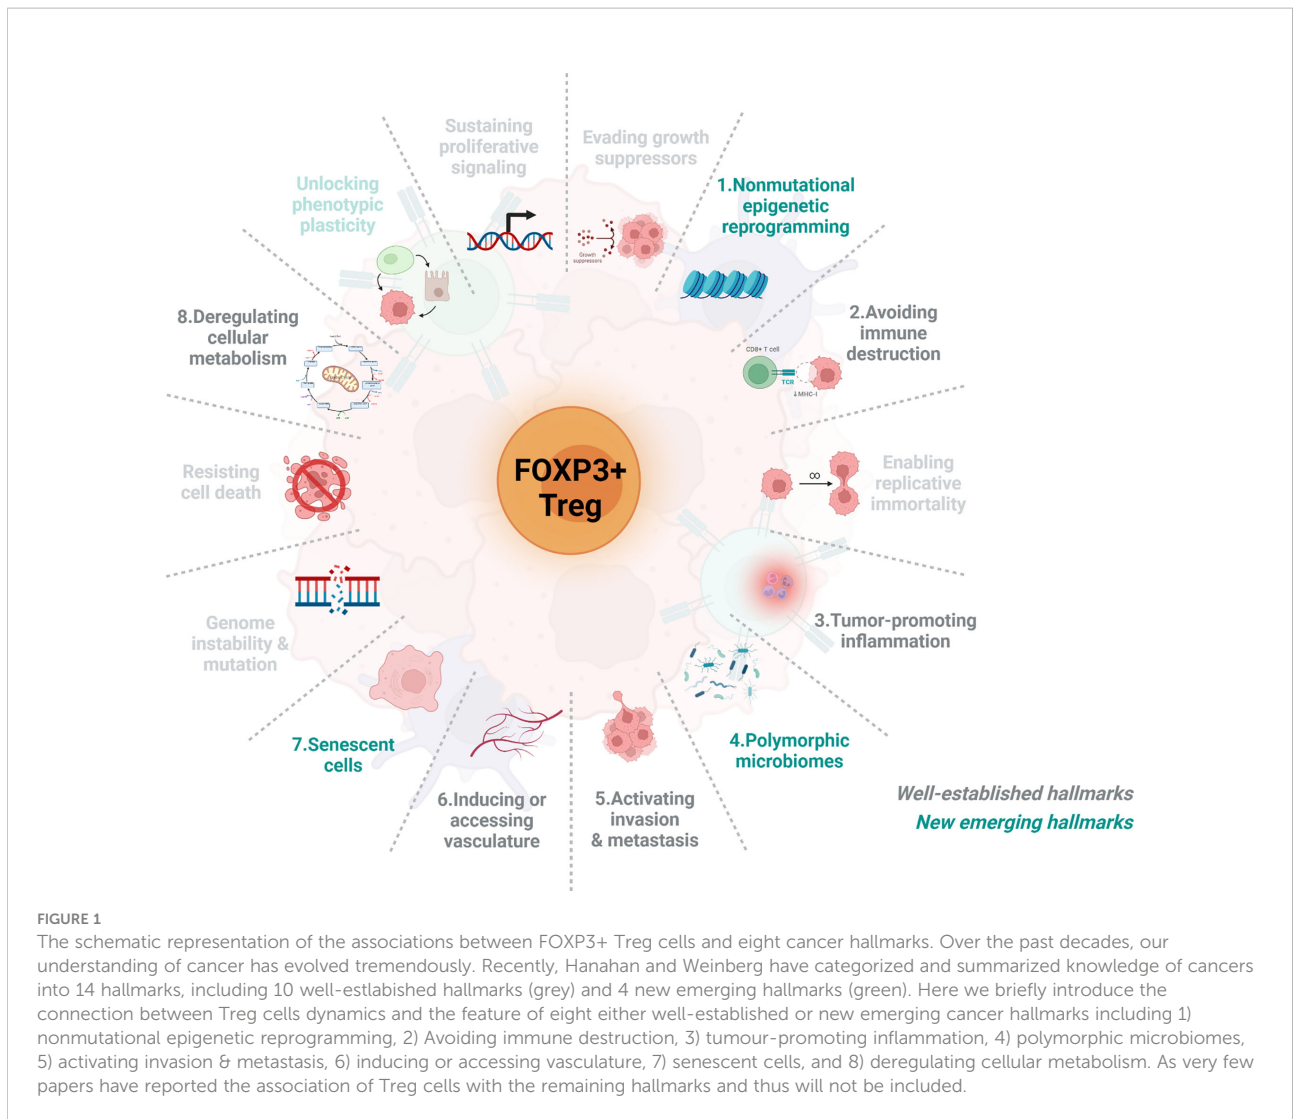 Sustaining
proliferative
signaling
Evading growth
suppressors
Unlocking
phenotypic
plasticity
1.Nonmutational
epigenetic
reprogramming
Growth
suppressors
8.Deregulating
cellular
metabolism
2.Avoiding
immune
destruction
CD8+ T cell
TCR
↓MHC-I
Resisting
cell death
FOXP3+
Treg
∞
Enabling
replicative
immortality
Genome
instability &
mutation
3.Tumor-promoting
inflammation
7.Senescent
cells
4.Polymorphic
microbiomes
6.Inducing or
accessing
vasculature
5.Activating
invasion
& metastasis
Well-established hallmarks
New emerging hallmarks
FIGURE 1
The schematic representation of the associations between FOXP3+ Treg cells and eight cancer hallmarks. Over the past decades, our
understanding of cancer has evolved tremendously. Recently, Hanahan and Weinberg have categorized and summarized knowledge of cancers
into 14 hallmarks, including 10 well-estlabished hallmarks (grey) and 4 new emerging hallmarks (green). Here we briefly introduce the
connection between Treg cells dynamics and the feature of eight either well-established or new emerging cancer hallmarks including 1)
nonmutational epigenetic reprogramming, 2) Avoiding immune destruction, 3) tumour-promoting inflammation, 4) polymorphic microbiomes,
5) activating invasion & metastasis, 6) inducing or accessing vasculature, 7) senescent cells, and 8) deregulating cellular metabolism. As very few
papers have reported the association of Treg cells with the remaining hallmarks and thus will not be included.